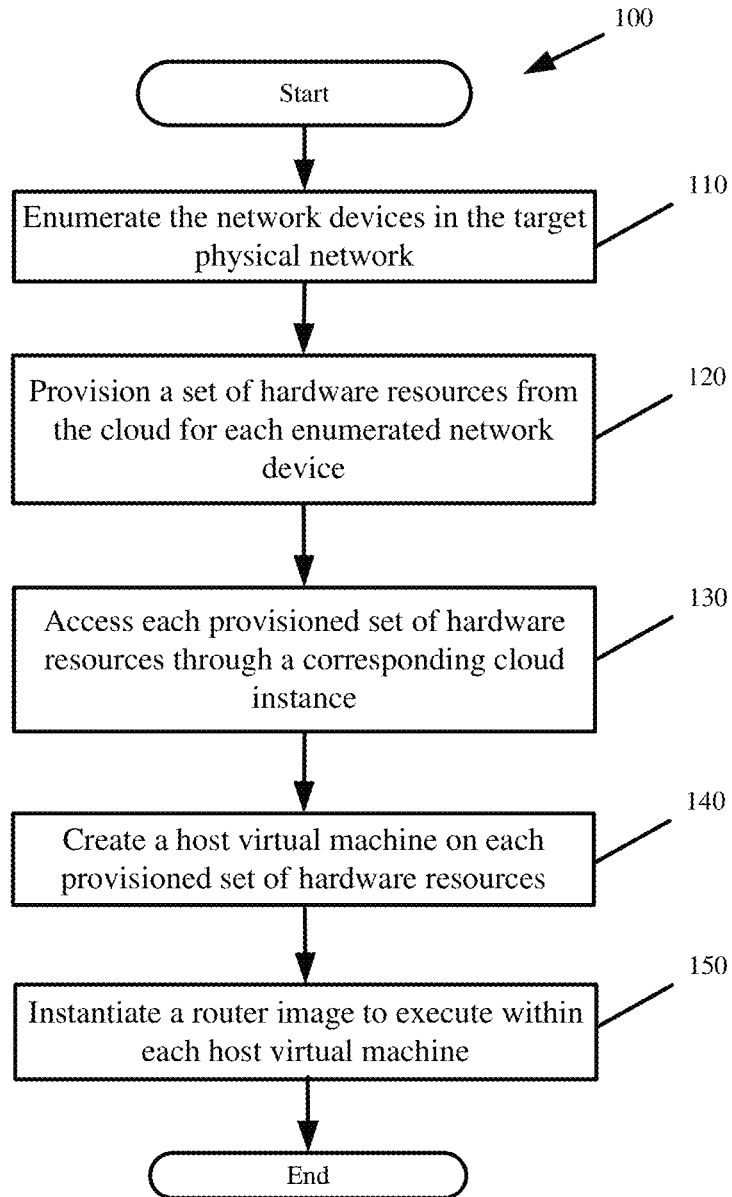 100
Start
110
Enumerate the network devices in the target
physical network
120
Provision a set of hardware resources from
the cloud for each enumerated network
device
130
Access each provisioned set of hardware
resources through a corresponding cloud
instance
140
Create a host virtual machine on each
provisioned set of hardware resources
150
Instantiate a router image to execute within
each host virtual machine
End